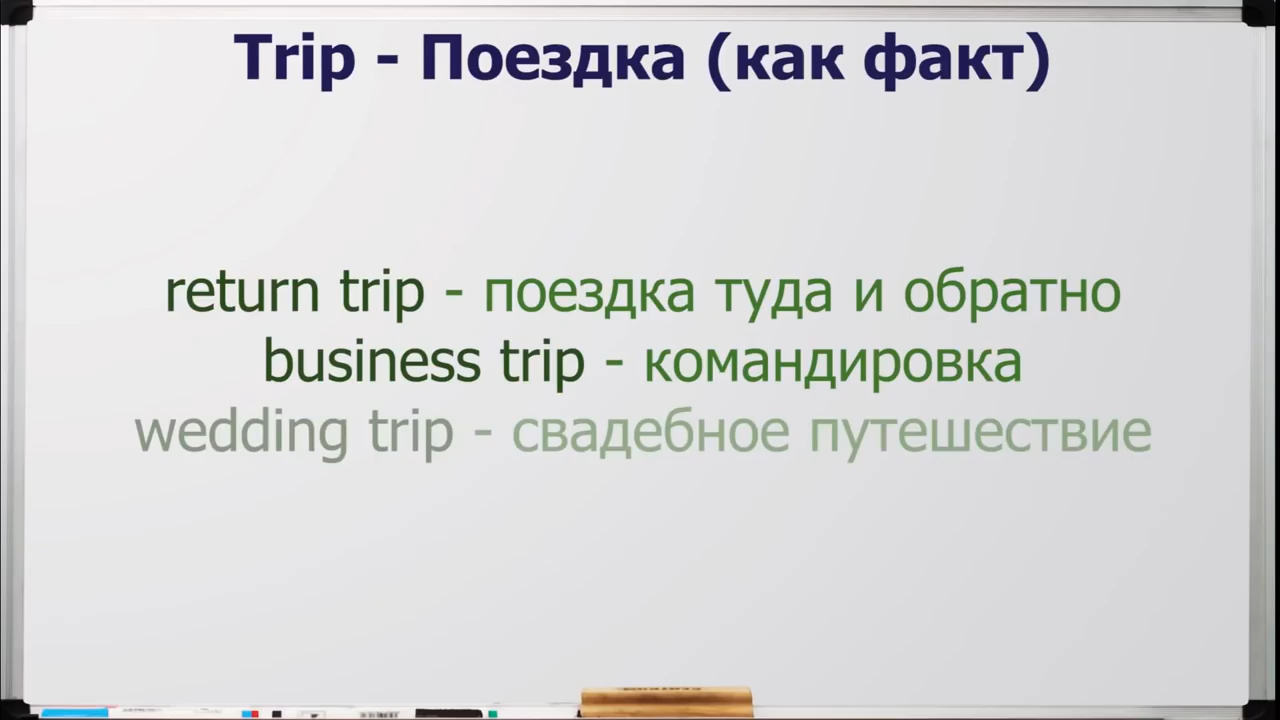 Trip - Поездка (как факт)
return trip - поездка туда и обратно
business trip - командировка
wedding trip - свадебное путешествие